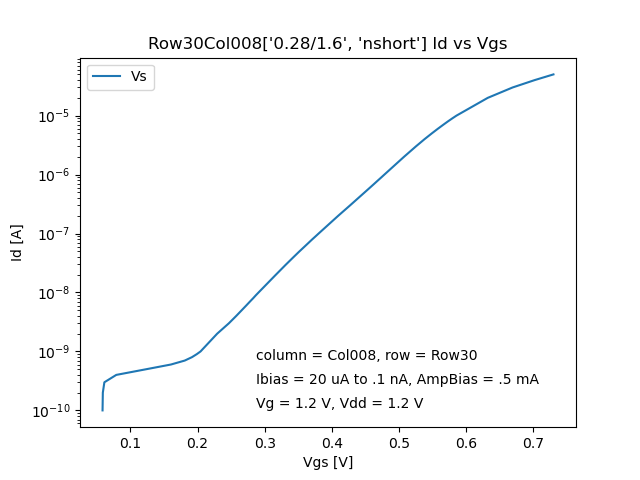 Row30Col008['0.28/1.6', 'nshort'] Id vs Vgs
Vs
Id [A]
10⁻⁵
10⁻⁶
10⁻⁷
10⁻⁸
10⁻⁹
10⁻¹⁰
column = Col008, row = Row30
Ibias = 20 uA to .1 nA, AmpBias = .5 mA
Vg = 1.2 V, Vdd = 1.2 V
0.1 0.2 0.3 0.4 0.5 0.6 0.7
Vgs [V]